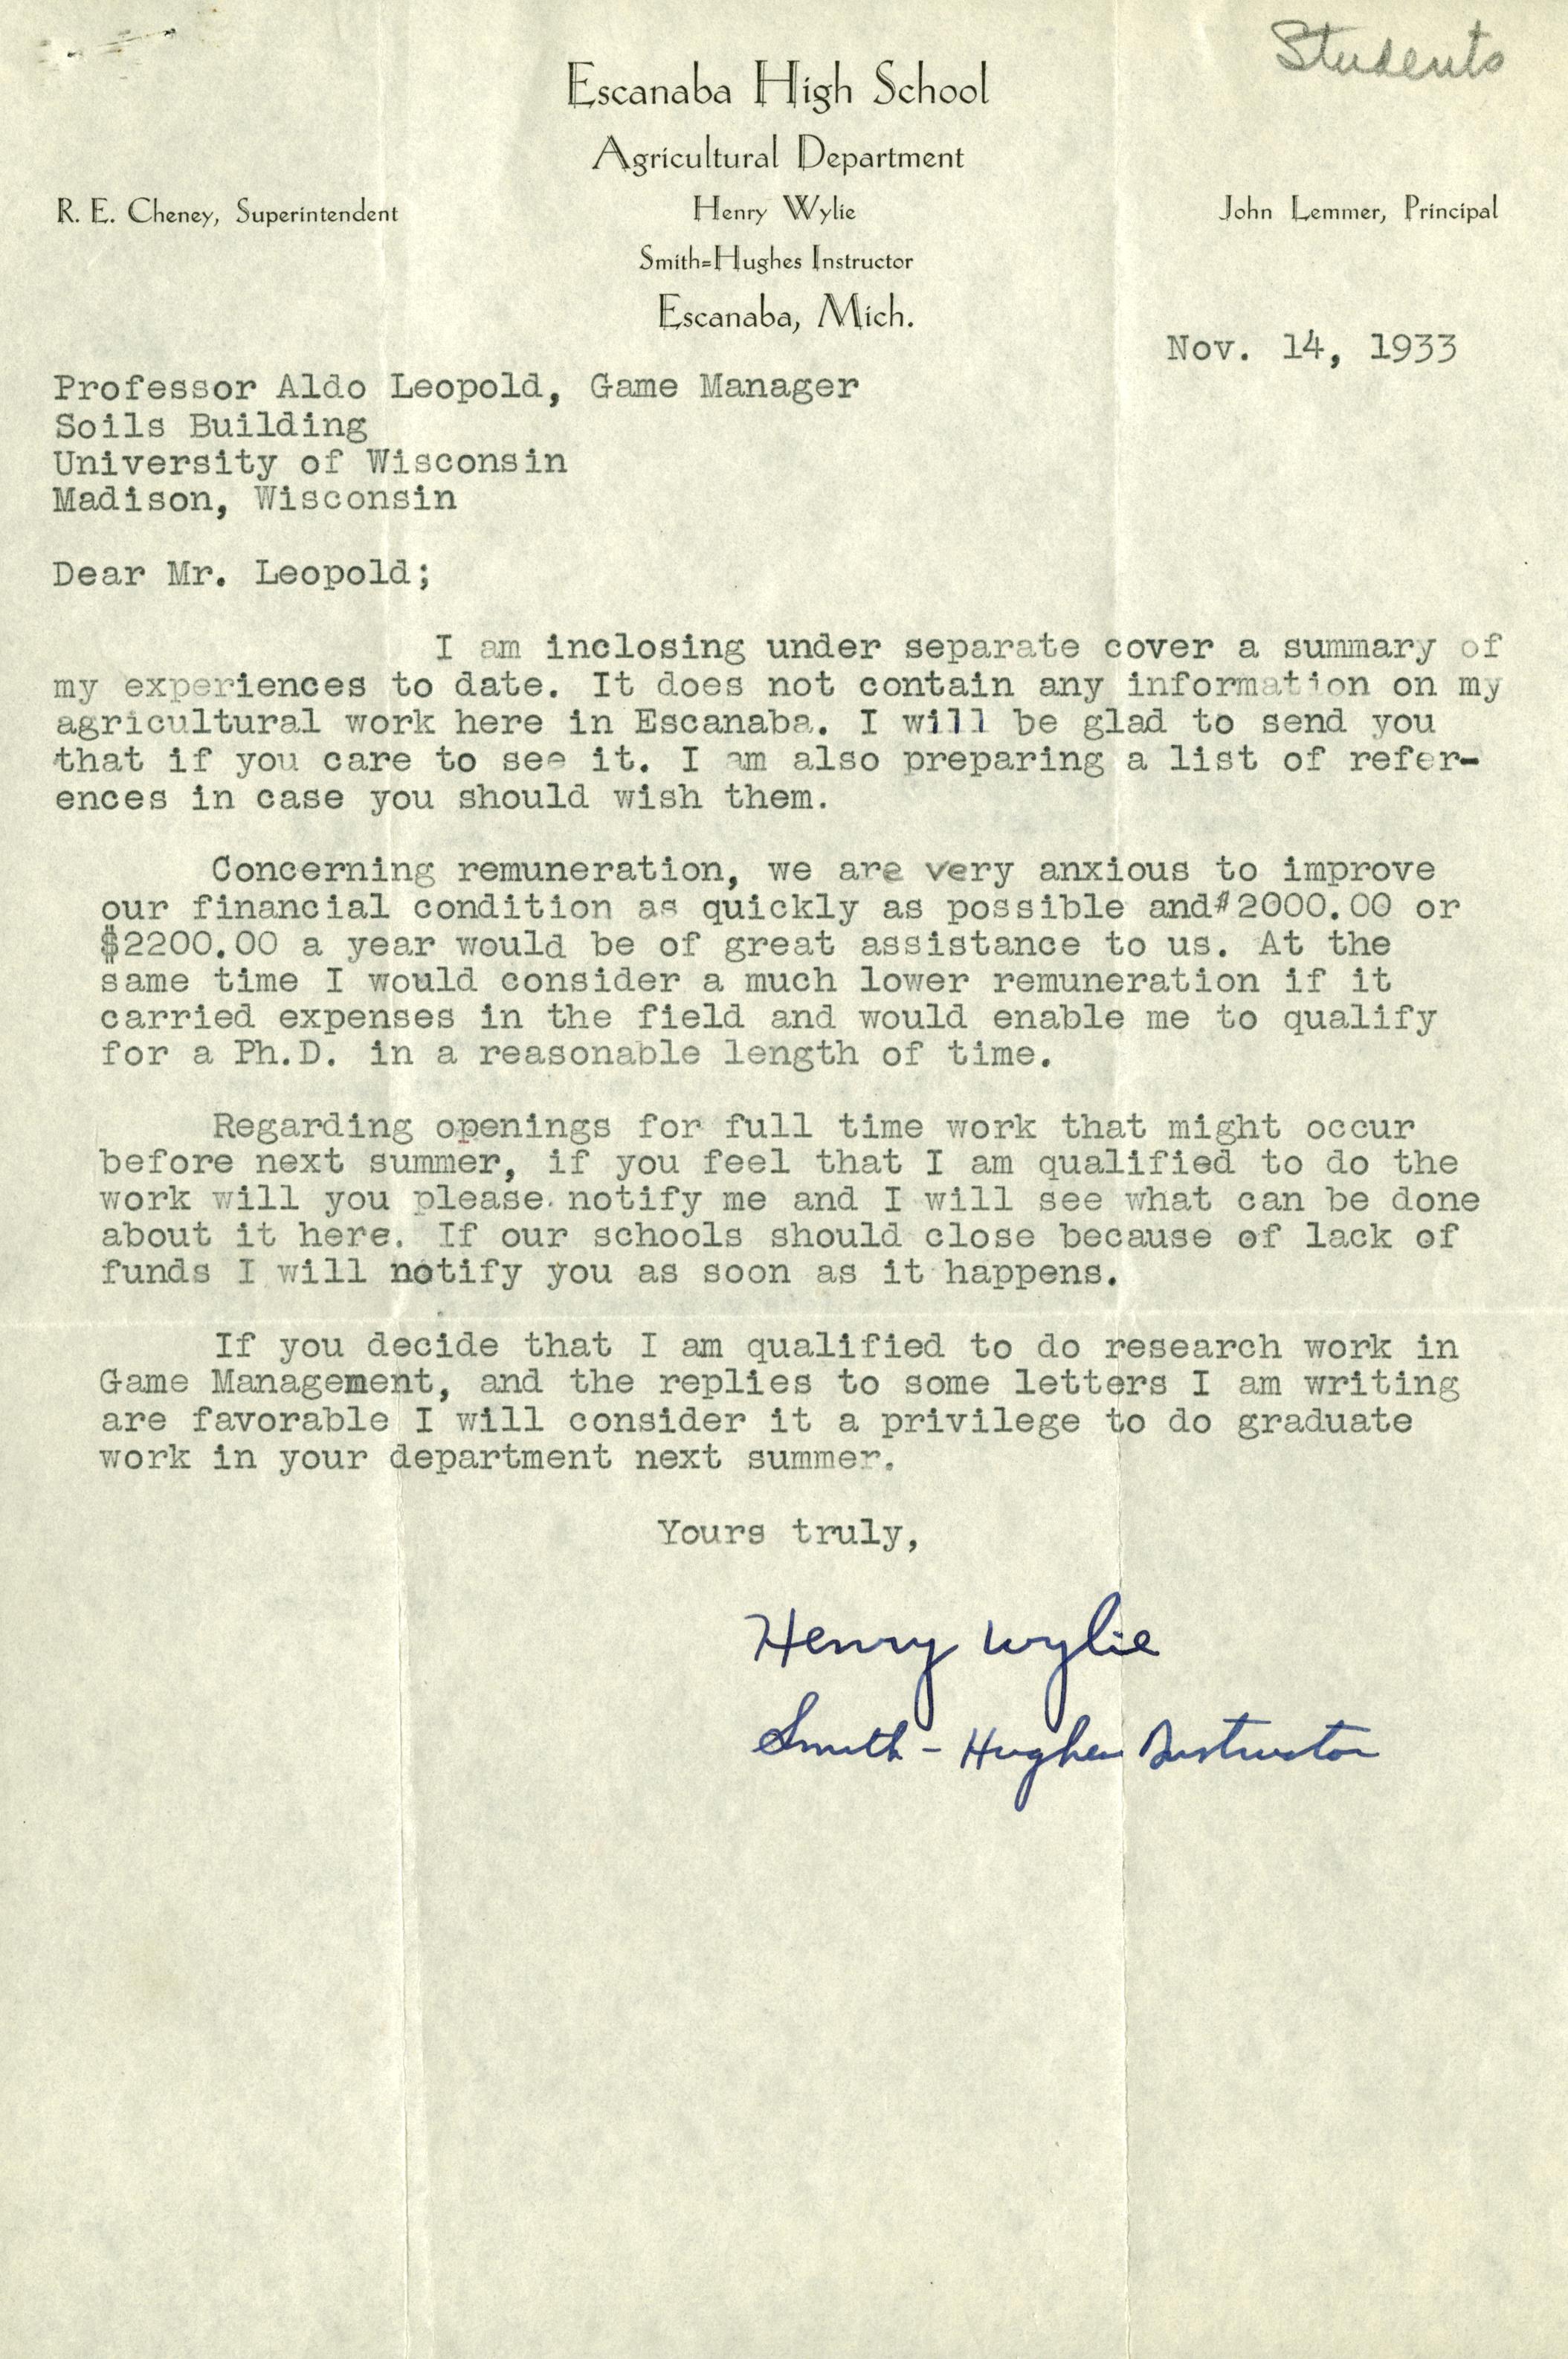 Students
Escanaba High School
Agricultural Department
R. E. Cheney, Superintendent
Henry Wylie
John Lemmer, Principal
Smith=Hughes Instructor
Escanaba, Mich.
Nov. 14, 1933
Professor Aldo Leopold, Game Manager
Soils Building
University of Wisconsin
Madison, Wisconsin
Dear Mr. Leopold;
I am inclosing under separate cover a summary of
my experiences to date. It does not contain any information on my
agricultural work here in Escanaba. I will be glad to send you
that if you care to see it. I am also preparing a list of refer-
ences in case you should wish them.
Concerning remuneration, we are very anxious to improve
our financial condition as quickly as possible and $2000.00 or
$2200.00 a year would be of great assistance to us. At the
same time I would consider a much lower remuneration if it
carried expenses in the field and would enable me to qualify
for a Ph.D. in a reasonable length of time.
Regarding openings for full time work that might occur
before next summer, if you feel that I am qualified to do the
work will you please notify me and I will see what can be done
about it here. If our schools should close because of lack of
funds I will notify you as soon as it happens.
If you decide that I am qualified to do research work in
Game Management, and the replies to some letters I am writing
are favorable I will consider it a privilege to do graduate
work in your department next summer.
Yours truly,
Henry Wylie
Smith - Hughes Instructor